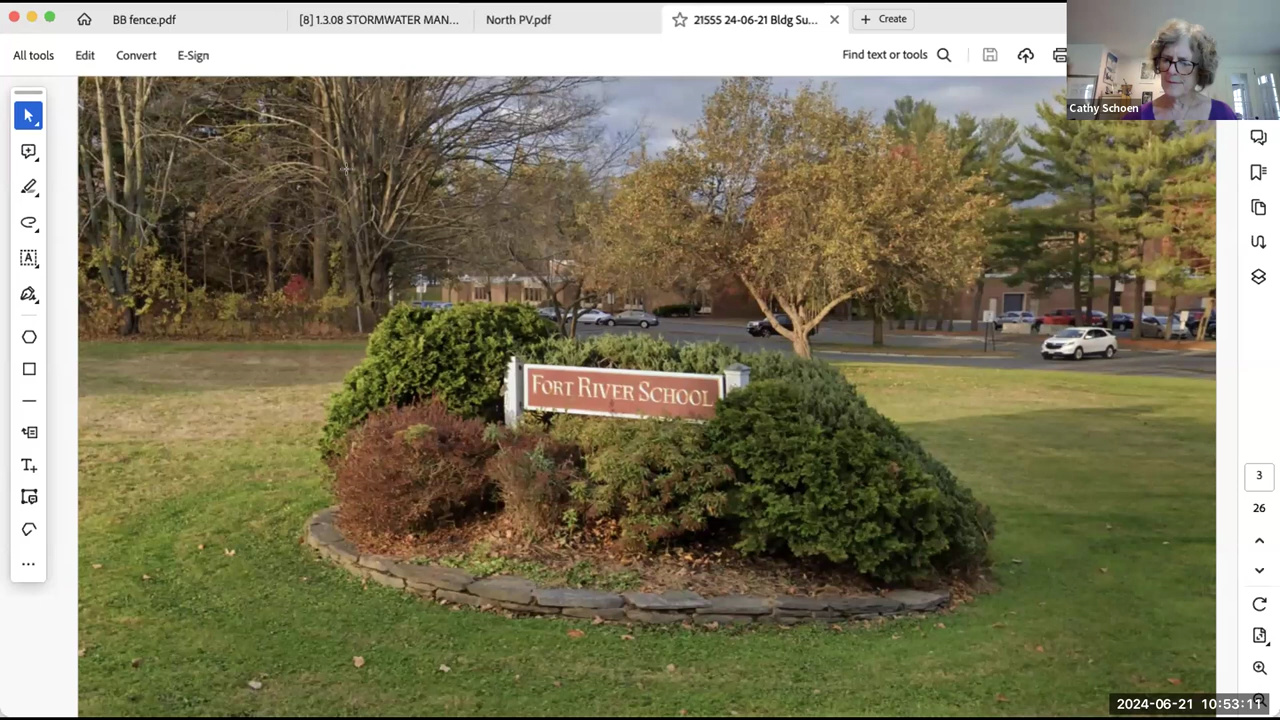 BB fence.pdf
[8] 1.3.08 STORMWATER MAN...
North PV.pdf
21555 24-06-21 Bldg Su...
Create
All tools
Edit
Convert
E-Sign
Find text or tools
Cathy Schoen
FORT RIVER SCHOOL
3
26
2024-06-21 10:53:11